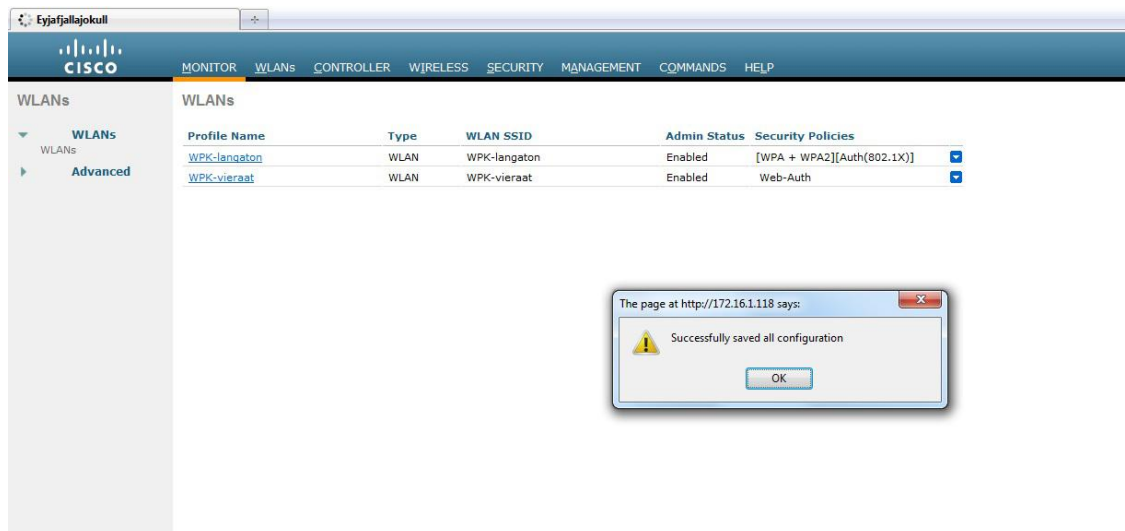 Eyjafjallajokull
CISCO
MONITOR WLANs CONTROLLER WIRELESS SECURITY MANAGEMENT COMMANDS HELP
WLANs
WLANs
WLANs
Advanced
WLANs
Profile Name Type WLAN SSID Admin Status Security Policies
WPK-langaton WLAN WPK-langaton Enabled [WPA + WPA2][Auth(802.1X)]
WPK-vieraat WLAN WPK-vieraat Enabled Web-Auth
The page at http://172.16.1.118 says:
Successfully saved all configuration
OK